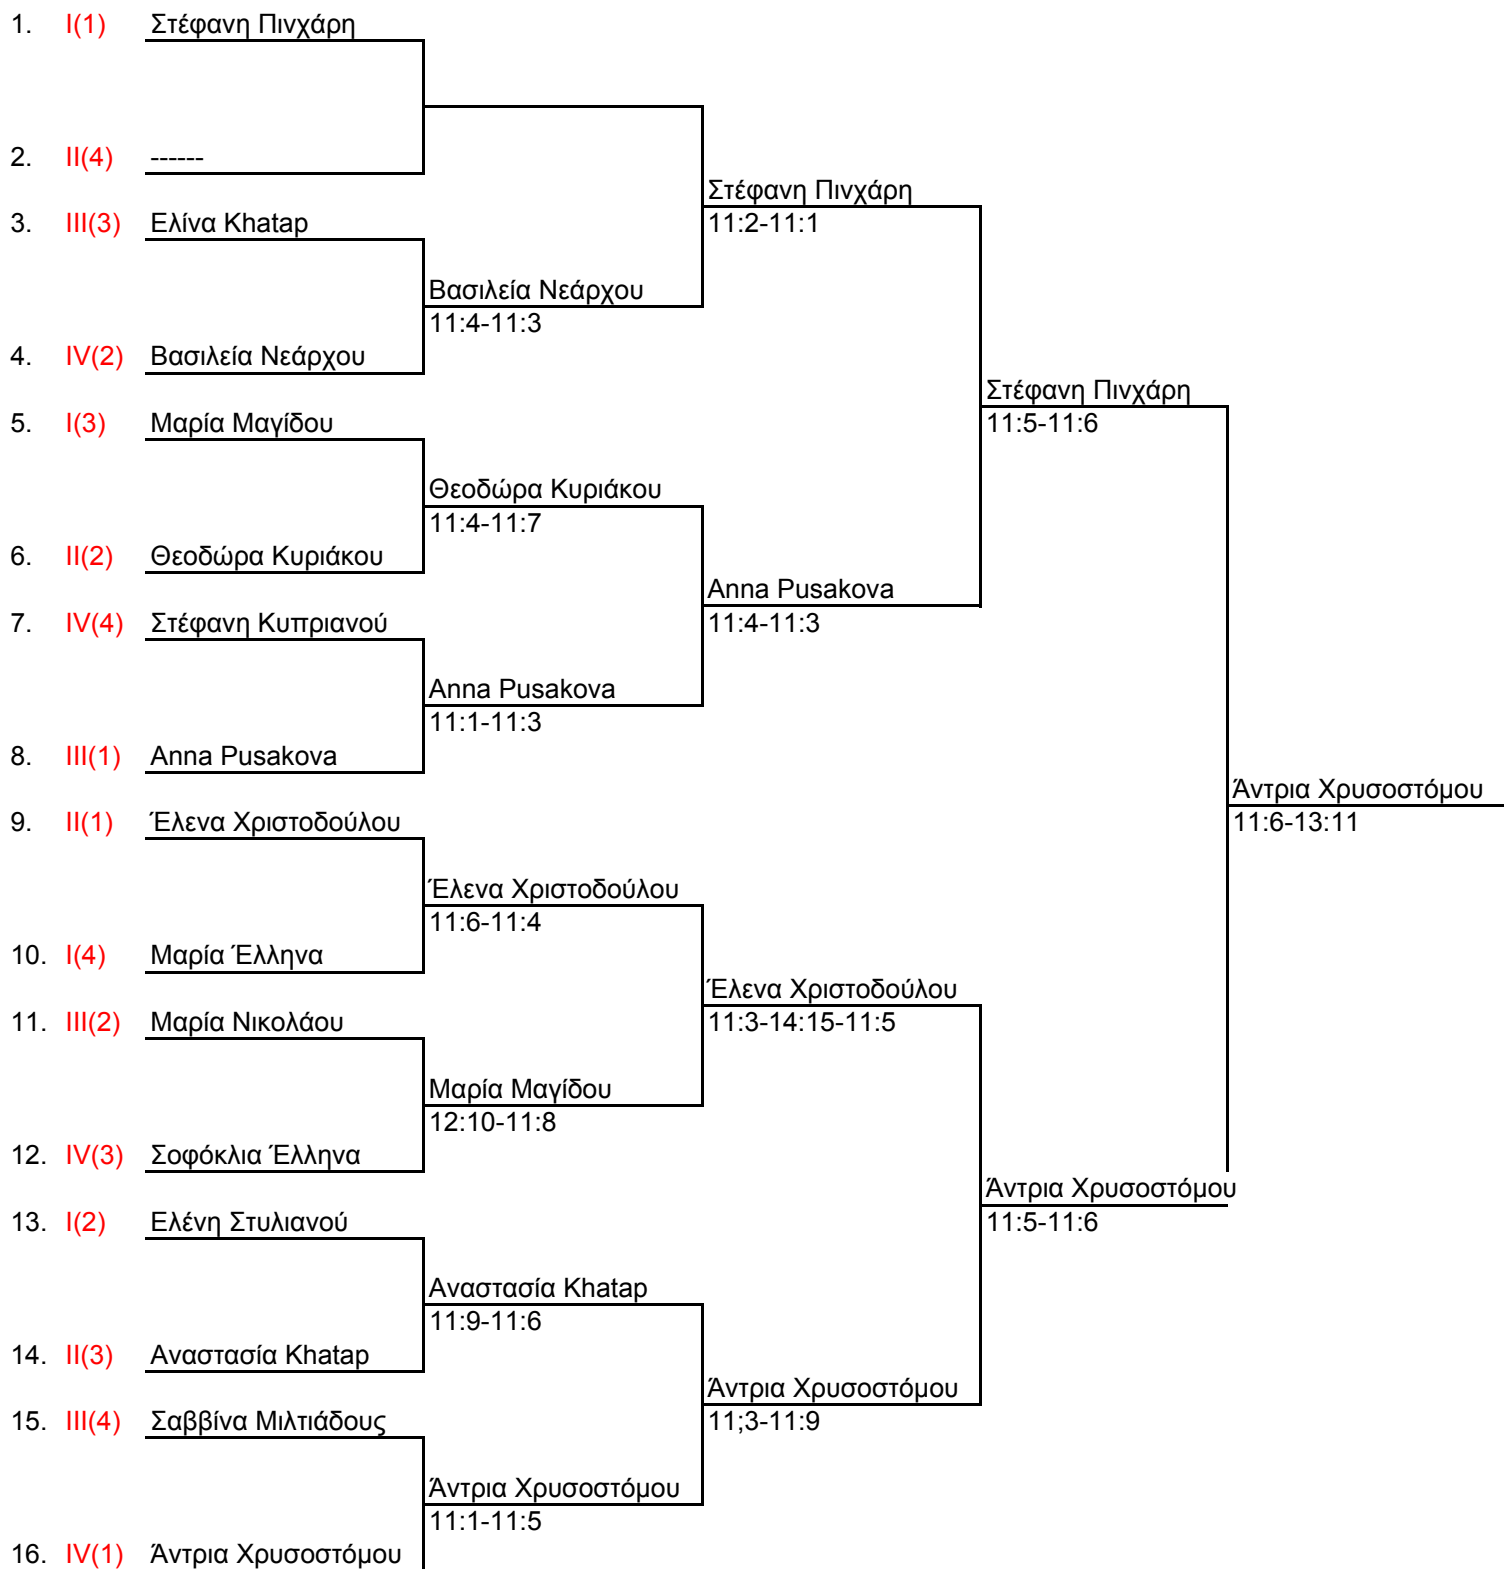 1. I(1) Στέφανη Πινχάρη
2. II(4) ------
Στέφανη Πινχάρη
3. III(3) Ελίνα Khatap
11:2-11:1
Βασιλεία Νεάρχου
11:4-11:3
4. IV(2) Βασιλεία Νεάρχου
Στέφανη Πινχάρη
5. I(3) Μαρία Μαγίδου
11:5-11:6
Θεοδώρα Κυριάκου
11:4-11:7
6. II(2) Θεοδώρα Κυριάκου
Anna Pusakova
7. IV(4) Στέφανη Κυπριανού
11:4-11:3
Anna Pusakova
11:1-11:3
8. III(1) Anna Pusakova
Άντρια Χρυσοστόμου
9. II(1) Έλενα Χριστοδούλου
11:6-13:11
Έλενα Χριστοδούλου
11:6-11:4
10. I(4) Μαρία Έλληνα
Έλενα Χριστοδούλου
11. III(2) Μαρία Νικολάου
11:3-14:15-11:5
Μαρία Μαγίδου
12:10-11:8
12. IV(3) Σοφόκλια Έλληνα
Άντρια Χρυσοστόμου
13. I(2) Ελένη Στυλιανού
11:5-11:6
Αναστασία Khatap
11:9-11:6
14. II(3) Αναστασία Khatap
Άντρια Χρυσοστόμου
15. III(4) Σαββίνα Μιλτιάδους
11;3-11:9
Άντρια Χρυσοστόμου
11:1-11:5
16. IV(1) Άντρια Χρυσοστόμου